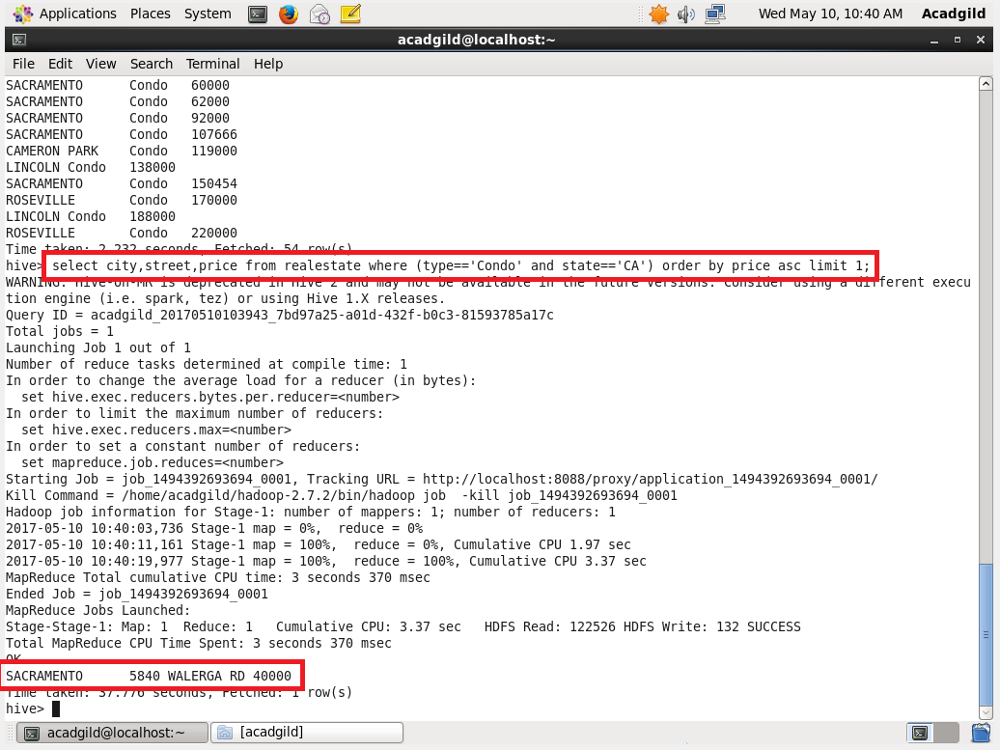 Applications Places System Wed May 10, 10:40 AM Acadgild
acadgild@localhost:~
File Edit View Search Terminal Help
SACRAMENTO Condo 60000
SACRAMENTO Condo 62000
SACRAMENTO Condo 92000
SACRAMENTO Condo 107666
CAMERON PARK Condo 119000
LINCOLN Condo 138000
SACRAMENTO Condo 150454
ROSEVILLE Condo 170000
LINCOLN Condo 188000
ROSEVILLE Condo 220000
Time taken: 2.232 seconds, Fetched: 54 row(s)
hive> select city,street,price from realestate where (type=='Condo' and state=='CA') order by price asc limit 1;
WARNING: Hive-on-MR is deprecated in Hive 2 and may not be available in the future versions. Consider using a different execu
tion engine (i.e. spark, tez) or using Hive 1.X releases.
Query ID = acadgild_20170510103943_7bd97a25-a01d-432f-b0c3-81593785a17c
Total jobs = 1
Launching Job 1 out of 1
Number of reduce tasks determined at compile time: 1
In order to change the average load for a reducer (in bytes):
  set hive.exec.reducers.bytes.per.reducer=<number>
In order to limit the maximum number of reducers:
  set hive.exec.reducers.max=<number>
In order to set a constant number of reducers:
  set mapreduce.job.reduces=<number>
Starting Job = job_1494392693694_0001, Tracking URL = http://localhost:8088/proxy/application_1494392693694_0001/
Kill Command = /home/acadgild/hadoop-2.7.2/bin/hadoop job  -kill job_1494392693694_0001
Hadoop job information for Stage-1: number of mappers: 1; number of reducers: 1
2017-05-10 10:40:03,736 Stage-1 map = 0%,  reduce = 0%
2017-05-10 10:40:11,161 Stage-1 map = 100%,  reduce = 0%, Cumulative CPU 1.97 sec
2017-05-10 10:40:19,977 Stage-1 map = 100%,  reduce = 100%, Cumulative CPU 3.37 sec
MapReduce Total cumulative CPU time: 3 seconds 370 msec
Ended Job = job_1494392693694_0001
MapReduce Jobs Launched:
Stage-Stage-1: Map: 1  Reduce: 1   Cumulative CPU: 3.37 sec   HDFS Read: 122526 HDFS Write: 132 SUCCESS
Total MapReduce CPU Time Spent: 3 seconds 370 msec
OK
SACRAMENTO 5840 WALERGA RD 40000
Time taken: 37.776 seconds, Fetched: 1 row(s)
hive>
acadgild@localhost:~ [acadgild]